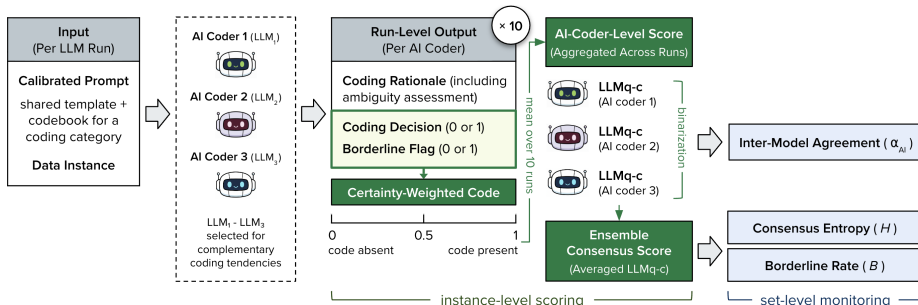 Input
(Per LLM Run)
Calibrated Prompt
shared template +
codebook for a
coding category
Data Instance
AI Coder 1 (LLM₁)
AI Coder 2 (LLM₂)
AI Coder 3 (LLM₃)
LLM₁ - LLM₃
selected for
complementary
coding tendencies
Run-Level Output
(Per AI Coder)
× 10
Coding Rationale (including
ambiguity assessment)
Coding Decision (0 or 1)
Borderline Flag (0 or 1)
Certainty-Weighted Code
0 0.5 1
code absent code present
mean over 10 runs
AI-Coder-Level Score
(Aggregated Across Runs)
LLMq-c
(AI coder 1)
LLMq-c
(AI coder 2)
LLMq-c
(AI coder 3)
binarization
Ensemble
Consensus Score
(Averaged LLMq-c)
Inter-Model Agreement ( α_AI )
Consensus Entropy ( H )
Borderline Rate ( B )
instance-level scoring
set-level monitoring